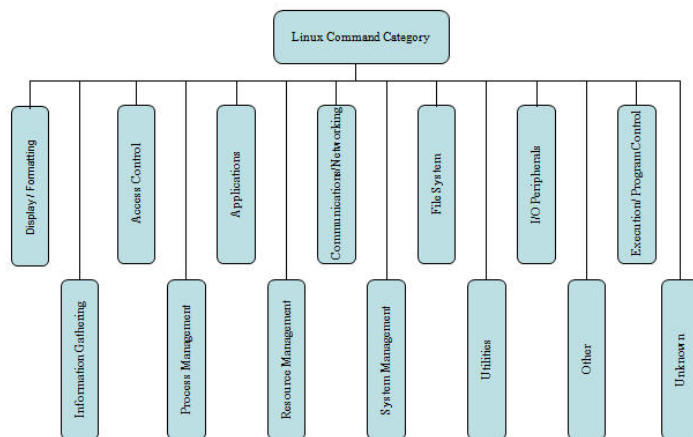 Linux Command Category
Display / Formatting
Access Control
Applications
Communications/Networking
File System
I/O Peripherals
Execution/ Program Control
Information Gathering
Process Management
Resource Management
System Management
Utilities
Other
Unknown